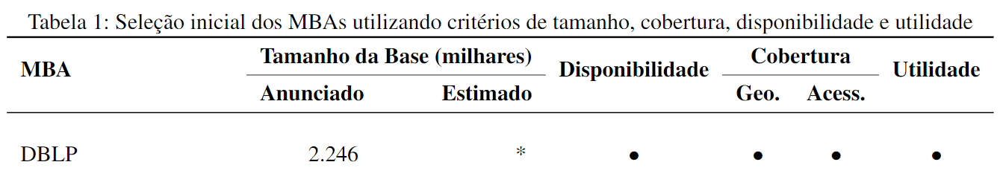 Tabela 1: Seleção inicial dos MBAs utilizando critérios de tamanho, cobertura, disponibilidade e utilidade
MBA Tamanho da Base (milhares) Disponibilidade Cobertura Utilidade
Anunciado Estimado Geo. Acess.
DBLP 2.246 * • • • •